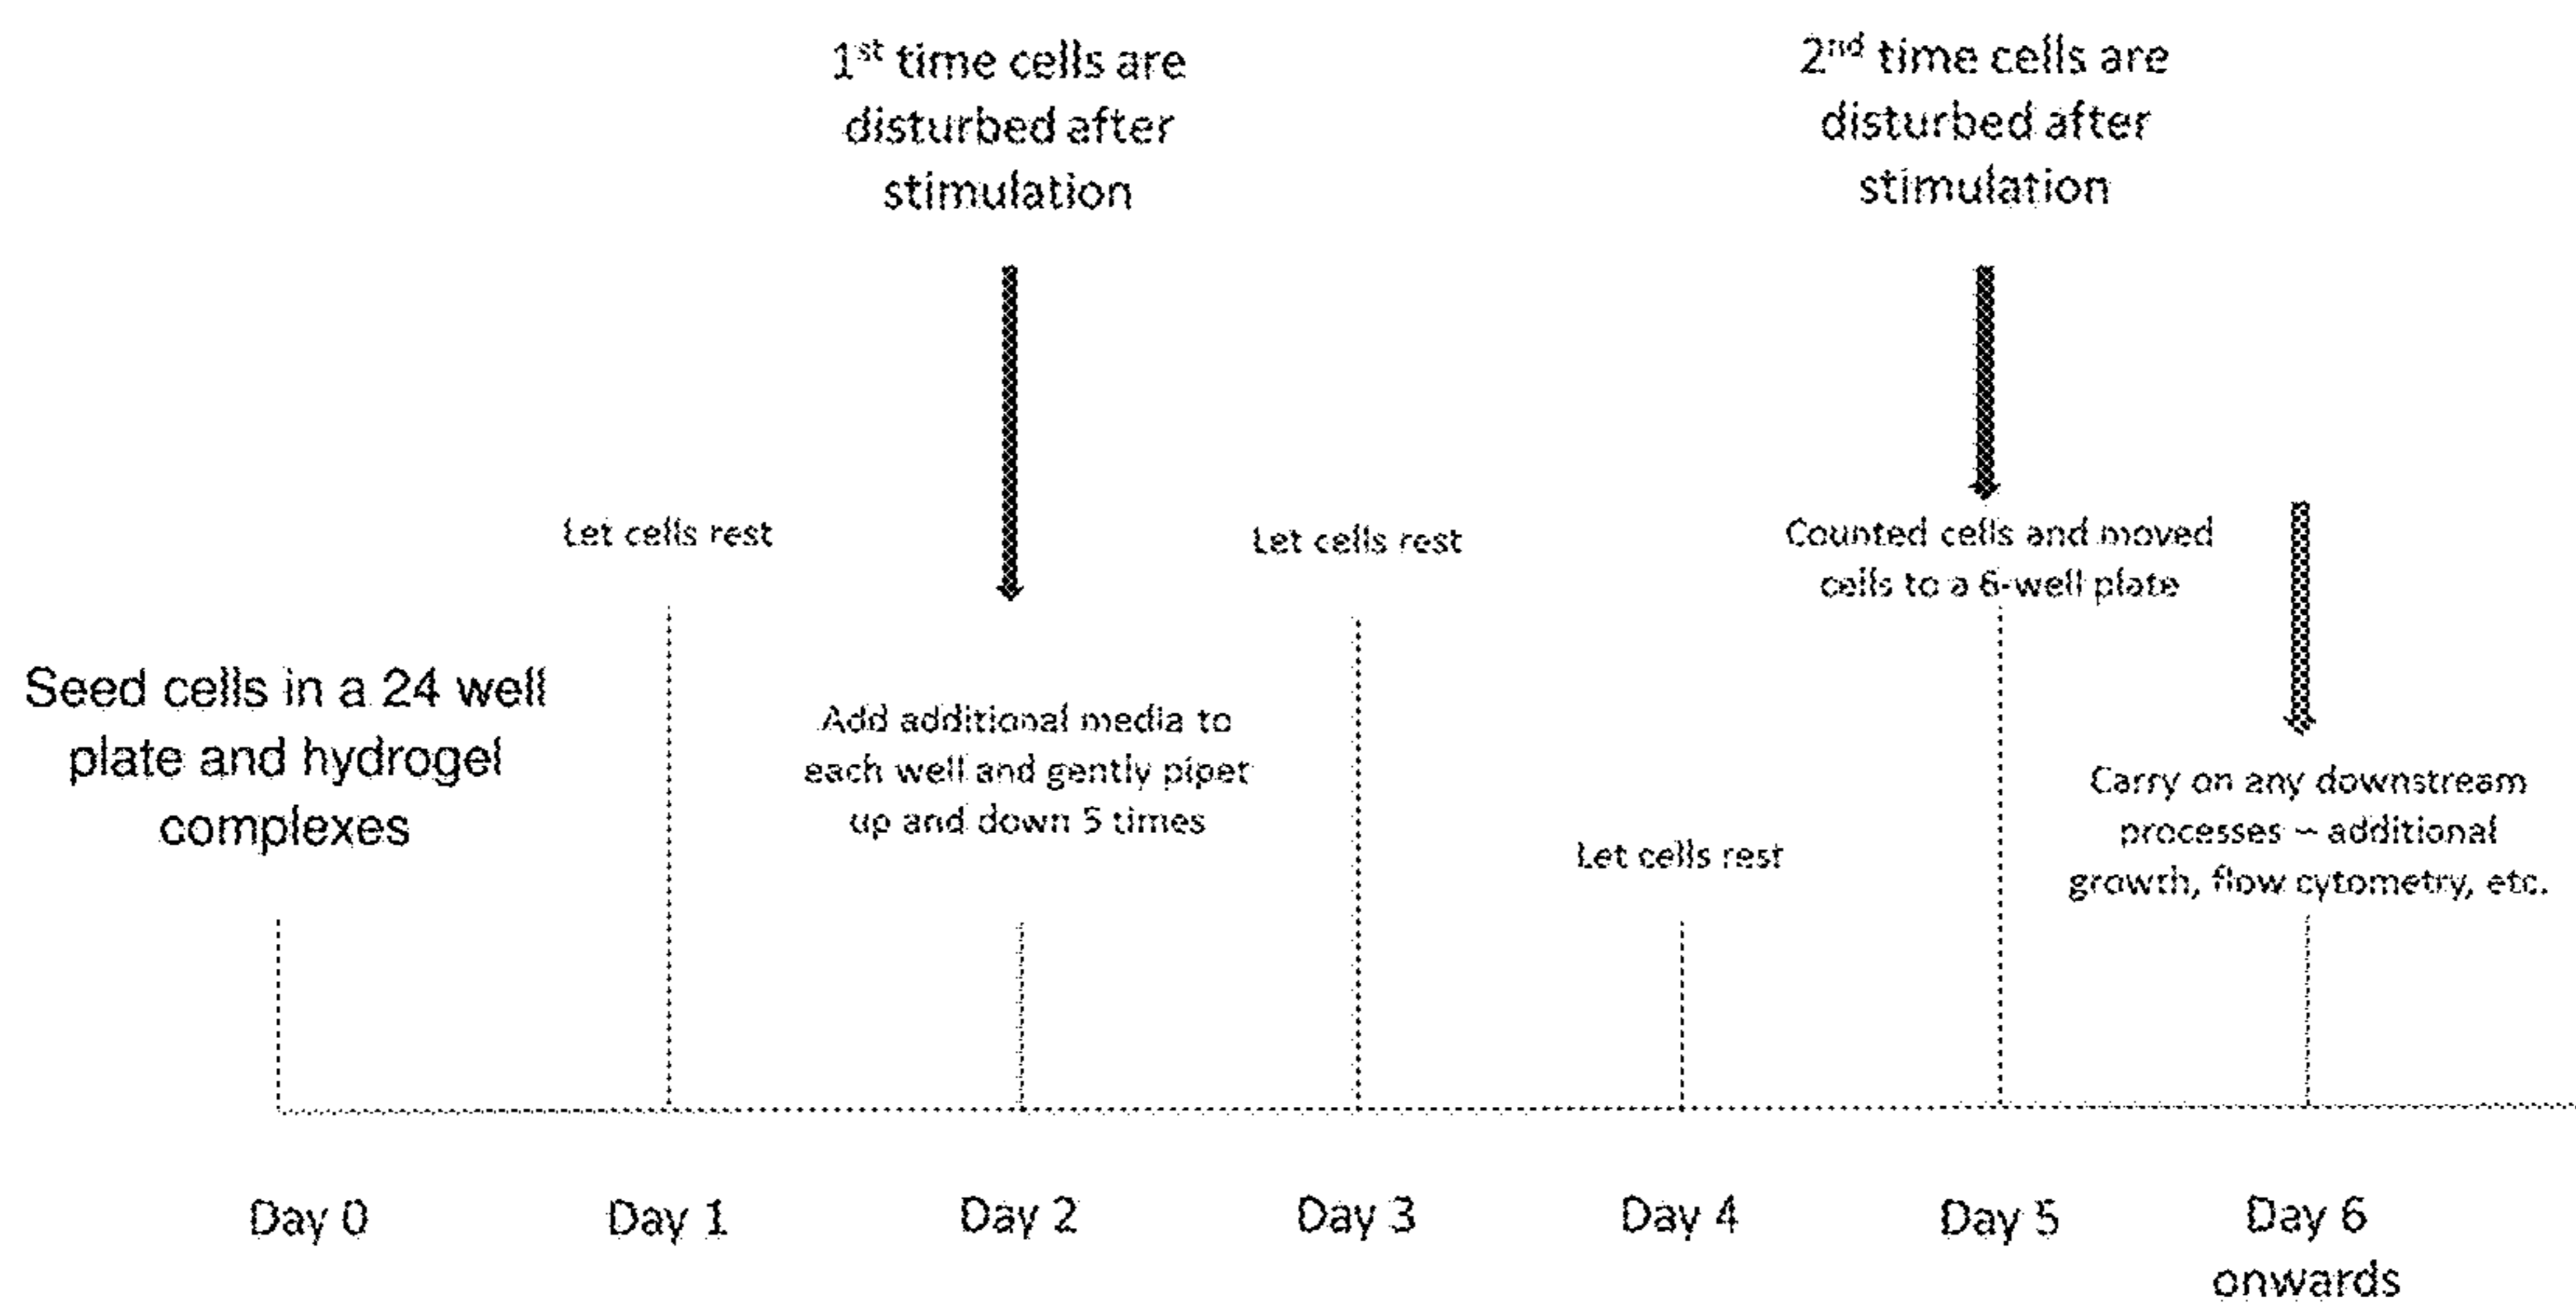 1st time cells are
disturbed after
stimulation
2nd time cells are
disturbed after
stimulation
Seed cells in a 24 well
plate and hydrogel
complexes
Let cells rest
Add additional media to
each well and gently pipet
up and down 5 times
Let cells rest
Let cells rest
Counted cells and moved
cells to a 6-well plate
Carry on any downstream
processes – additional
growth, flow cytometry, etc.
Day 0
Day 1
Day 2
Day 3
Day 4
Day 5
Day 6
onwards